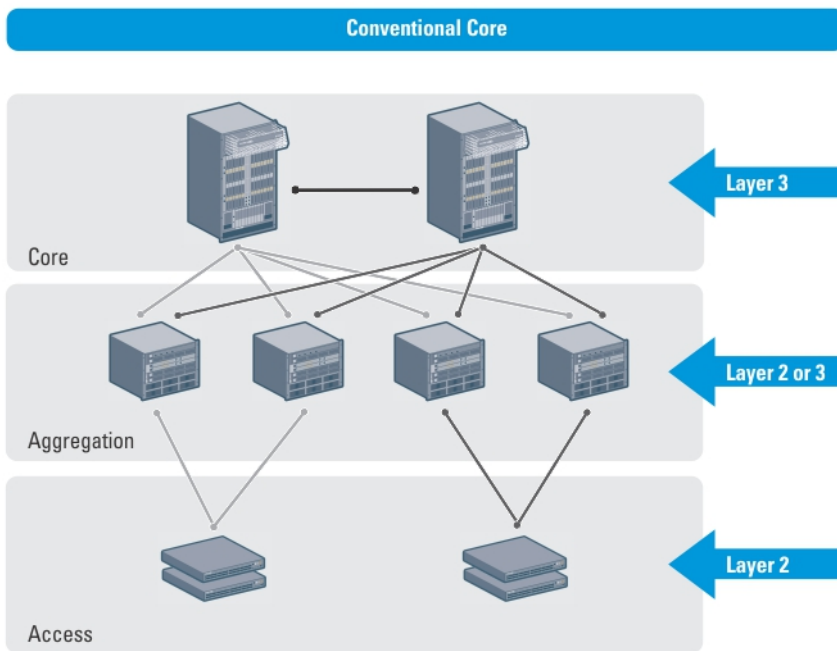 Conventional Core
Layer 3
Core
Layer 2 or 3
Aggregation
Layer 2
Access